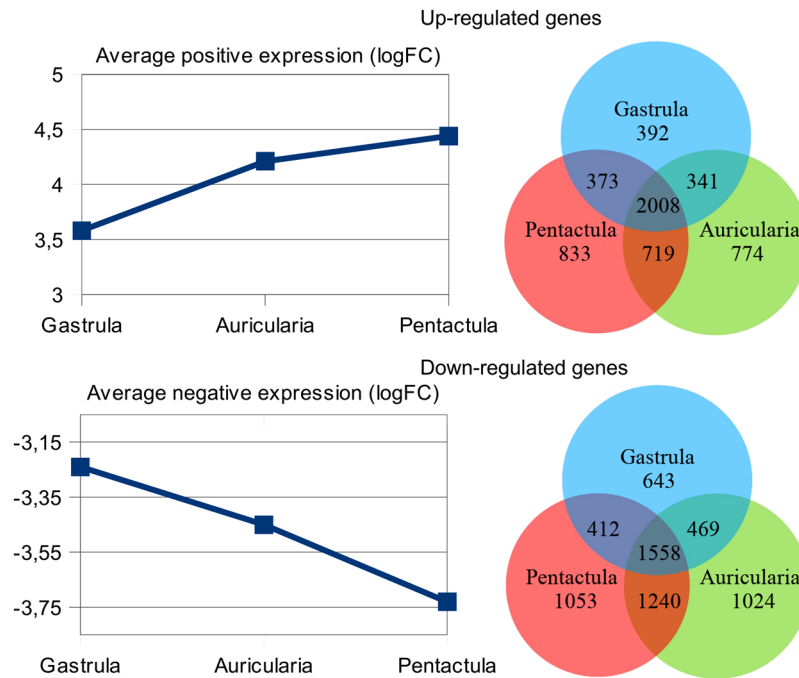 Up-regulated genes
Average positive expression (logFC)
5
4,5
4
3,5
3
Gastrula
Auricularia
Pentactula
Gastrula
392
373
341
2008
Pentactula
833
719
Auricularia
774
Down-regulated genes
Average negative expression (logFC)
-3,15
-3,35
-3,55
-3,75
Gastrula
Auricularia
Pentactula
Gastrula
643
412
469
1558
Pentactula
1053
1240
Auricularia
1024